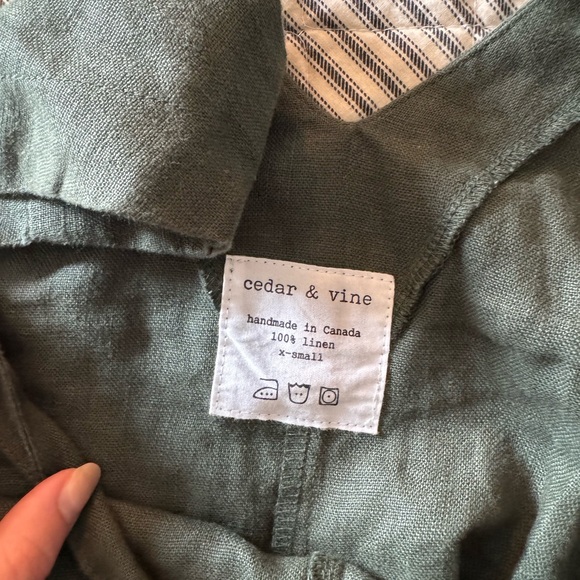 cedar & vine
handmade in Canada
100% linen
x-small